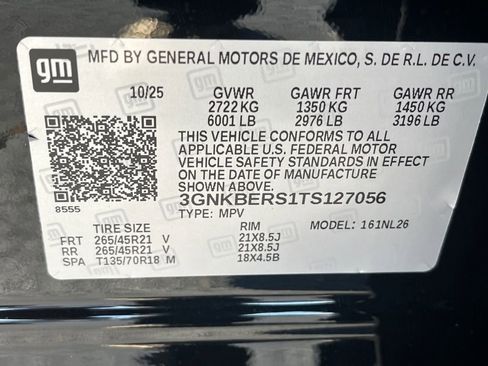 gm
MFD BY GENERAL MOTORS DE MEXICO, S. DE R.L. DE C.V.
10/25 GVWR GAWR FRT GAWR RR
2722 KG 1350 KG 1450 KG
6001 LB 2976 LB 3196 LB
THIS VEHICLE CONFORMS TO ALL
APPLICABLE U.S. FEDERAL MOTOR
VEHICLE SAFETY STANDARDS IN EFFECT
ON THE DATE OF MANUFACTURE
SHOWN ABOVE.
3GNKBERS1TS127056
8555
TYPE: MPV
RIM MODEL: 161NL26
FRT 265/45R21 V 21X8.5J
RR 265/45R21 V 21X8.5J
SPA T135/70R18 M 18X4.5B